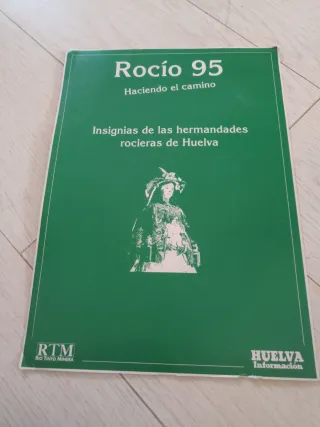 Rocío 95
Haciendo el camino
Insignias de las hermandades
rocieras de Huelva
RTM
RIO TINTO MINERA
HUELVA
Información